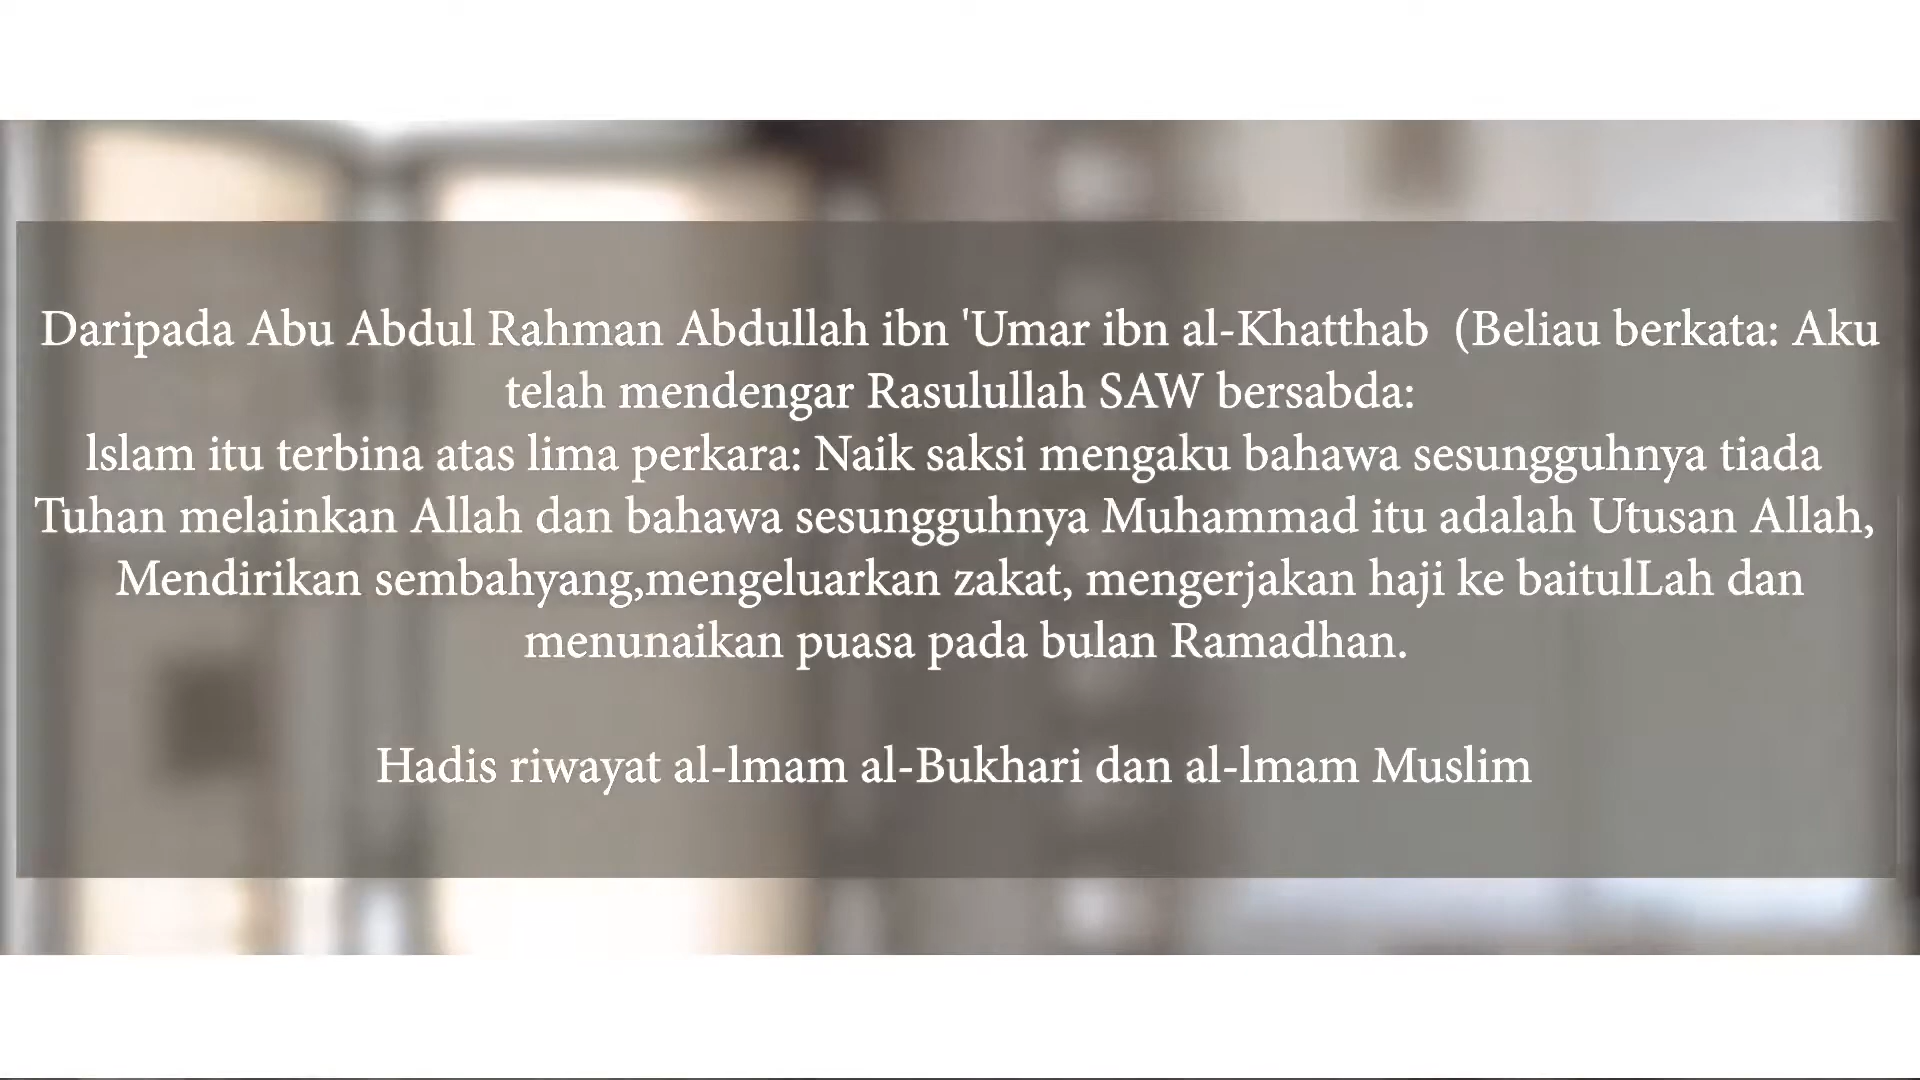 Daripada Abu Abdul Rahman Abdullah ibn 'Umar ibn al-Khatthab (Beliau berkata: Aku
telah mendengar Rasulullah SAW bersabda:
lslam itu terbina atas lima perkara: Naik saksi mengaku bahawa sesungguhnya tiada
Tuhan melainkan Allah dan bahawa sesungguhnya Muhammad itu adalah Utusan Allah,
Mendirikan sembahyang,mengeluarkan zakat, mengerjakan haji ke baitulLah dan
menunaikan puasa pada bulan Ramadhan.
Hadis riwayat al-lmam al-Bukhari dan al-lmam Muslim